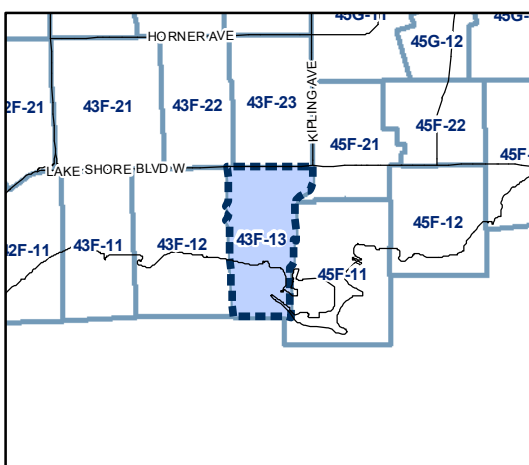 45G-11
45G
HORNER AVE
45G-12
KIPLING AVE
2F-21
43F-21
43F-22
43F-23
45F-21
45F-22
45F-
LAKE SHORE BLVD W
2F-11
43F-11
43F-12
43F-13
45F-11
45F-12